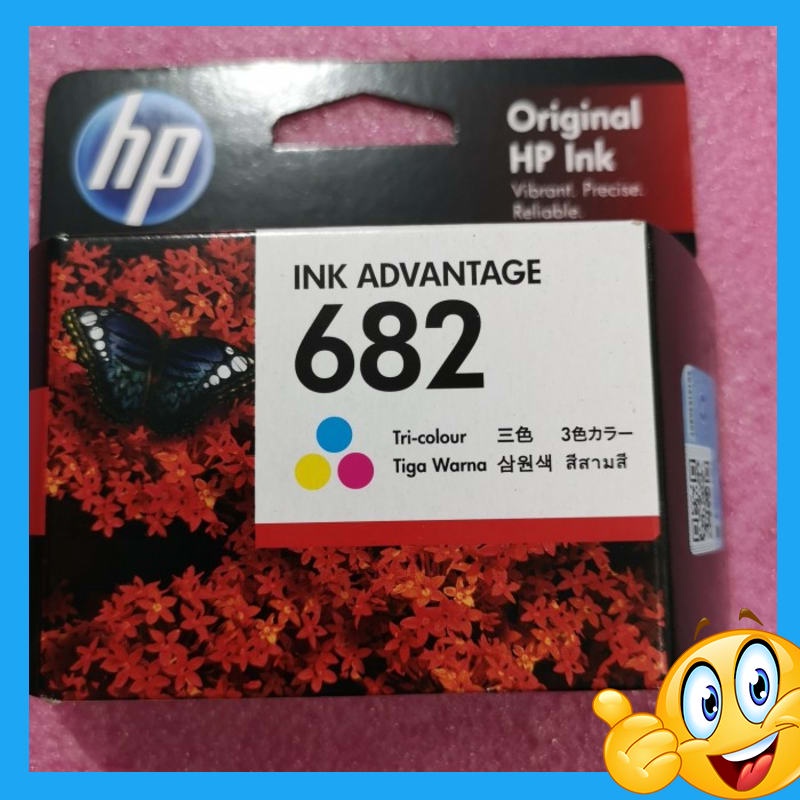 hp
Original
HP Ink
Vibrant. Precise.
Reliable.
INK ADVANTAGE
682
Tri-colour 三色 3色カラー
Tiga Warna 삼원색 สีสามสี